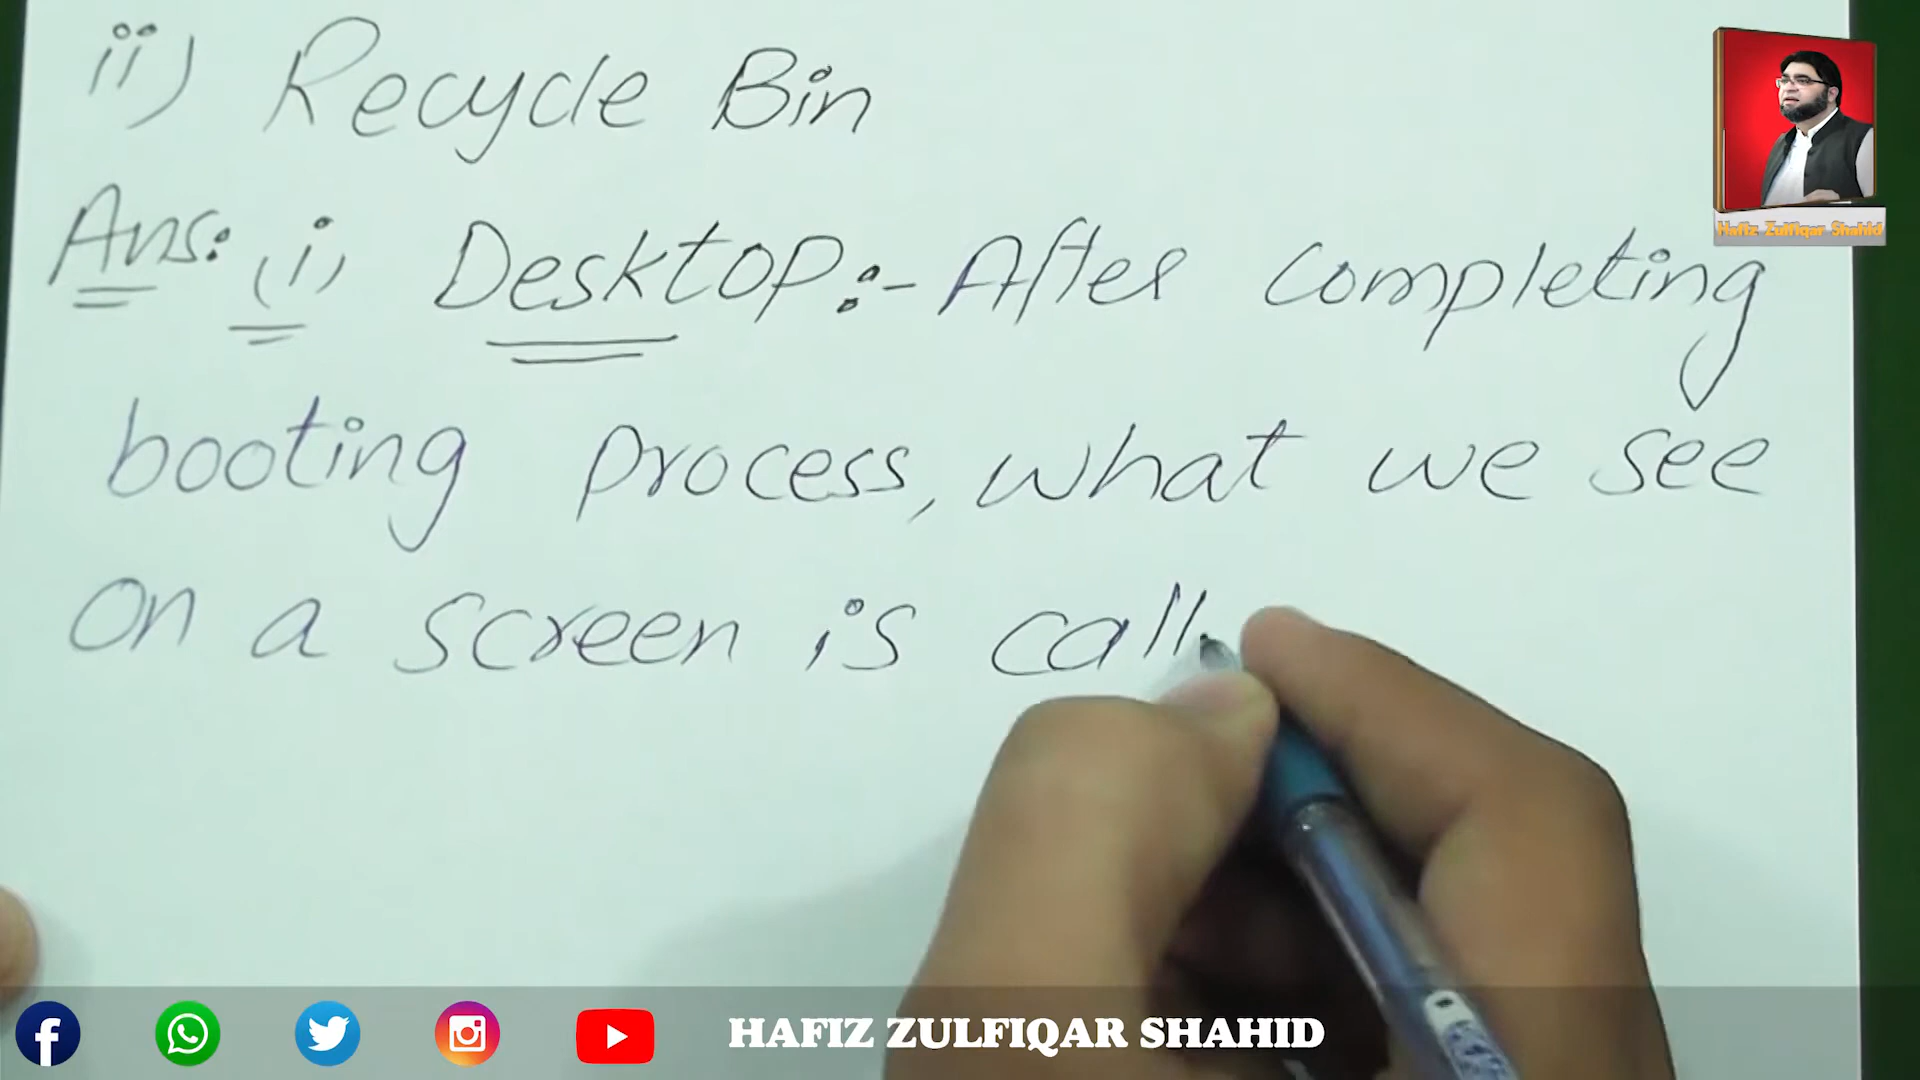 ii) Recycle Bin
Ans: (i) Desktop:- After completing
booting process, what we see
on a screen is call
Hafiz Zulfiqar Shahid
HAFIZ ZULFIQAR SHAHID